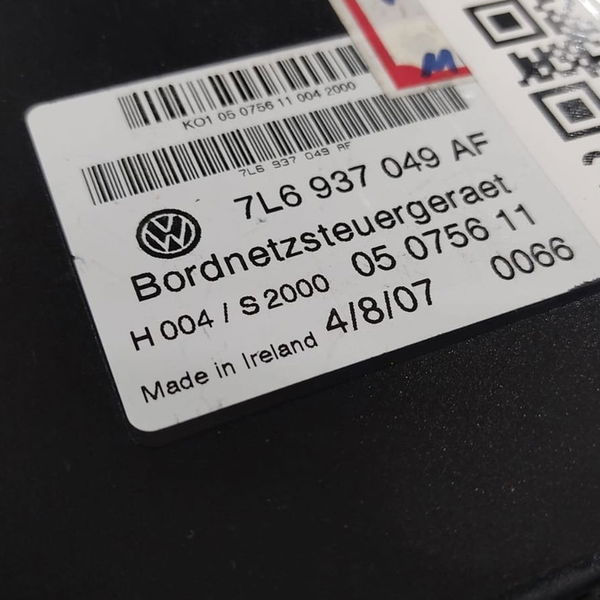 KO1 05 0756 11 004 2000
7L6 937 049 AF
7L6 937 049 AF
Bordnetzsteuergeraet
H 004 / S 2000 05 0756 11
Made in Ireland 4/8/07 0066
M